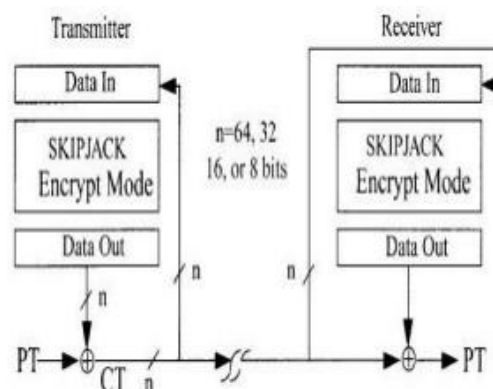 Transmitter
Receiver
Data In
Data In
n=64, 32
16, or 8 bits
SKIPJACK
Encrypt Mode
SKIPJACK
Encrypt Mode
Data Out
Data Out
n
n
n
PT
CT
n
PT